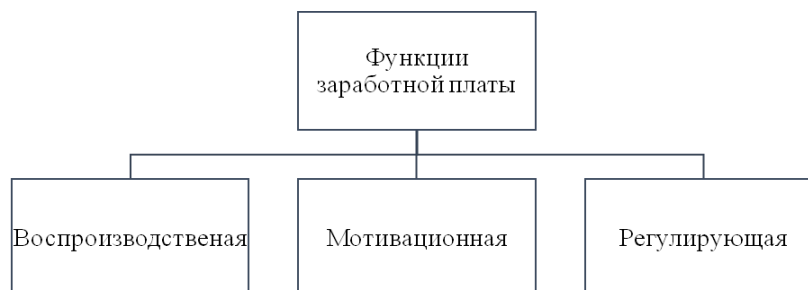 Функции
заработной платы
Воспроизводственая
Мотивационная
Регулирующая